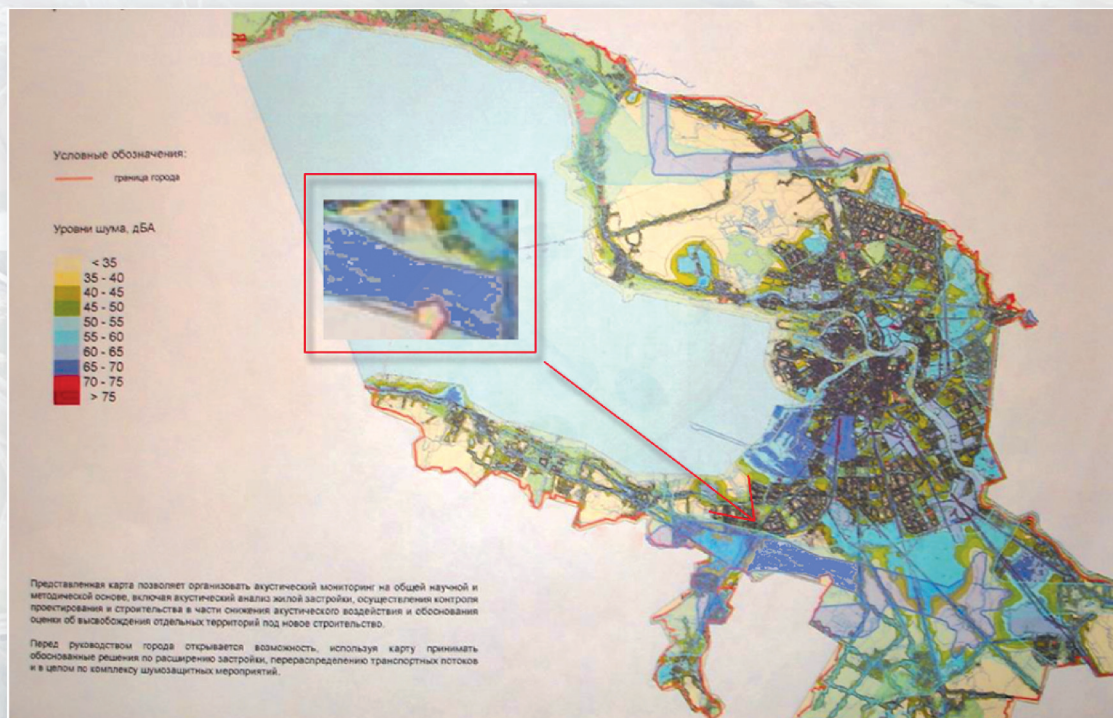 Условные обозначения:
граница города
Уровни шума, дБА
< 35
35 - 40
40 - 45
45 - 50
50 - 55
55 - 60
60 - 65
65 - 70
70 - 75
> 75
Представленная карта позволяет организовать акустический мониторинг на общей научной и
методической основе, включая акустический анализ жилой застройки, осуществления контроля
проектирования и строительства в части снижения акустического воздействия и обоснования
оценки об высвобождения отдельных территорий под новое строительство.
Перед руководством города открывается возможность, используя карту принимать
обоснованные решения по расширению застройки, перераспределению транспортных потоков
и в целом по комплексу шумозащитных мероприятий.